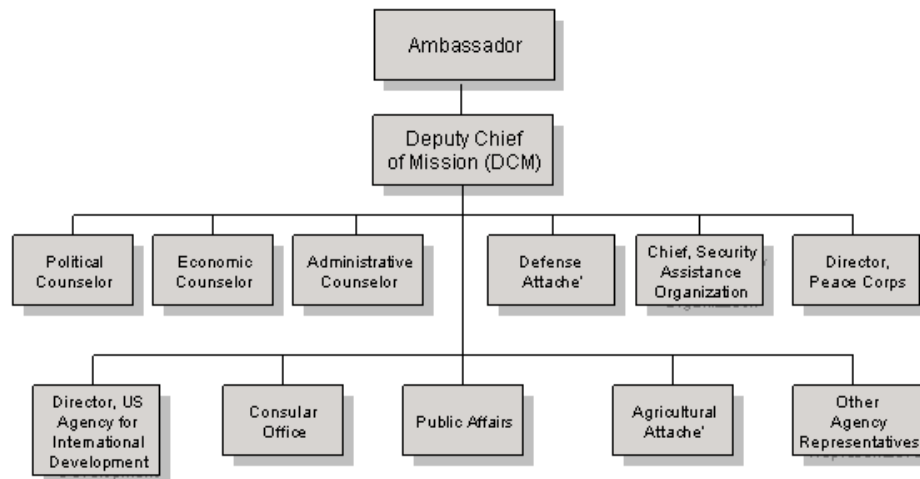 Ambassador
Deputy Chief
of Mission (DCM)
Political
Counselor
Economic
Counselor
Administrative
Counselor
Defense
Attache'
Chief, Security
Assistance
Organization
Director,
Peace Corps
Director, US
Agency for
International
Development
Consular
Office
Public Affairs
Agricultural
Attache'
Other
Agency
Representatives